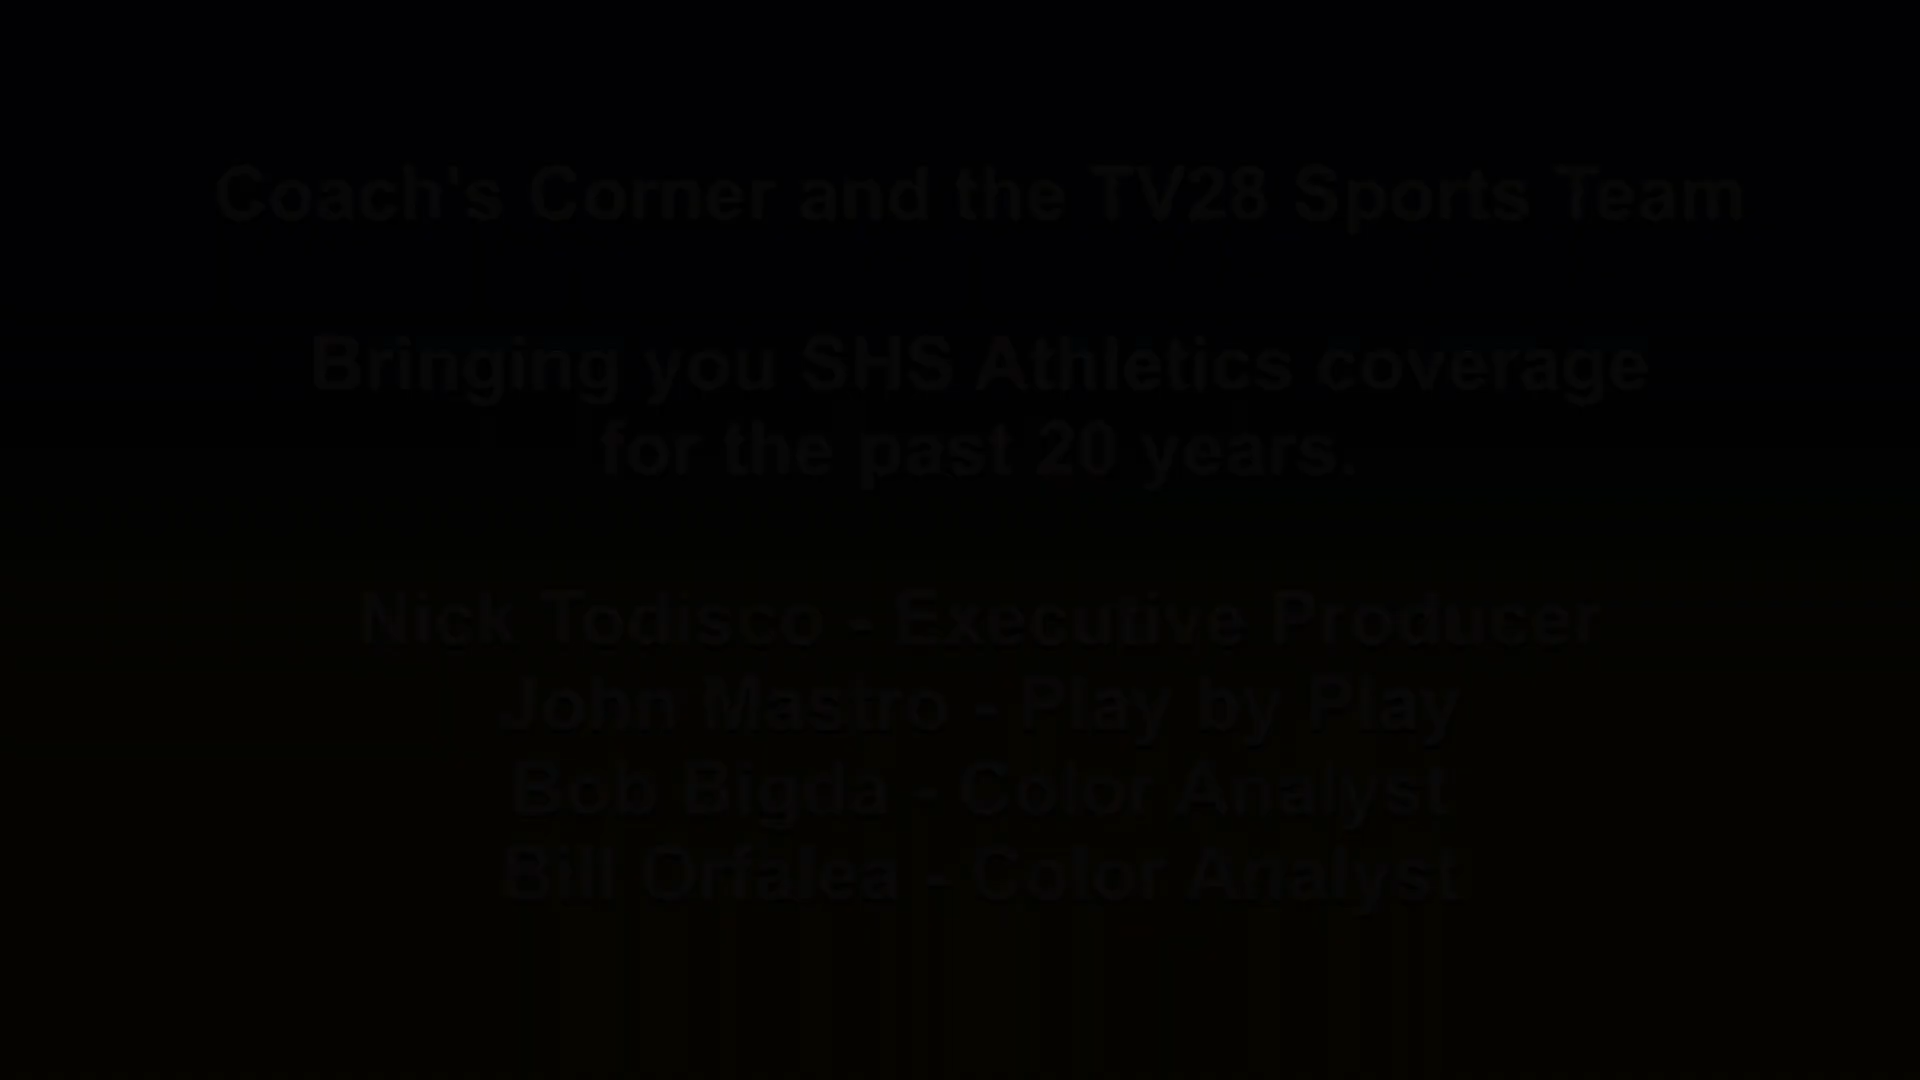 Coach's Corner and the TV28 Sports Team
Bringing you SHS Athletics coverage
for the past 20 years.
Nick Todisco - Executive Producer
John Mastro - Play by Play
Bob Bigda - Color Analyst
Bill Orfalea - Color Analyst